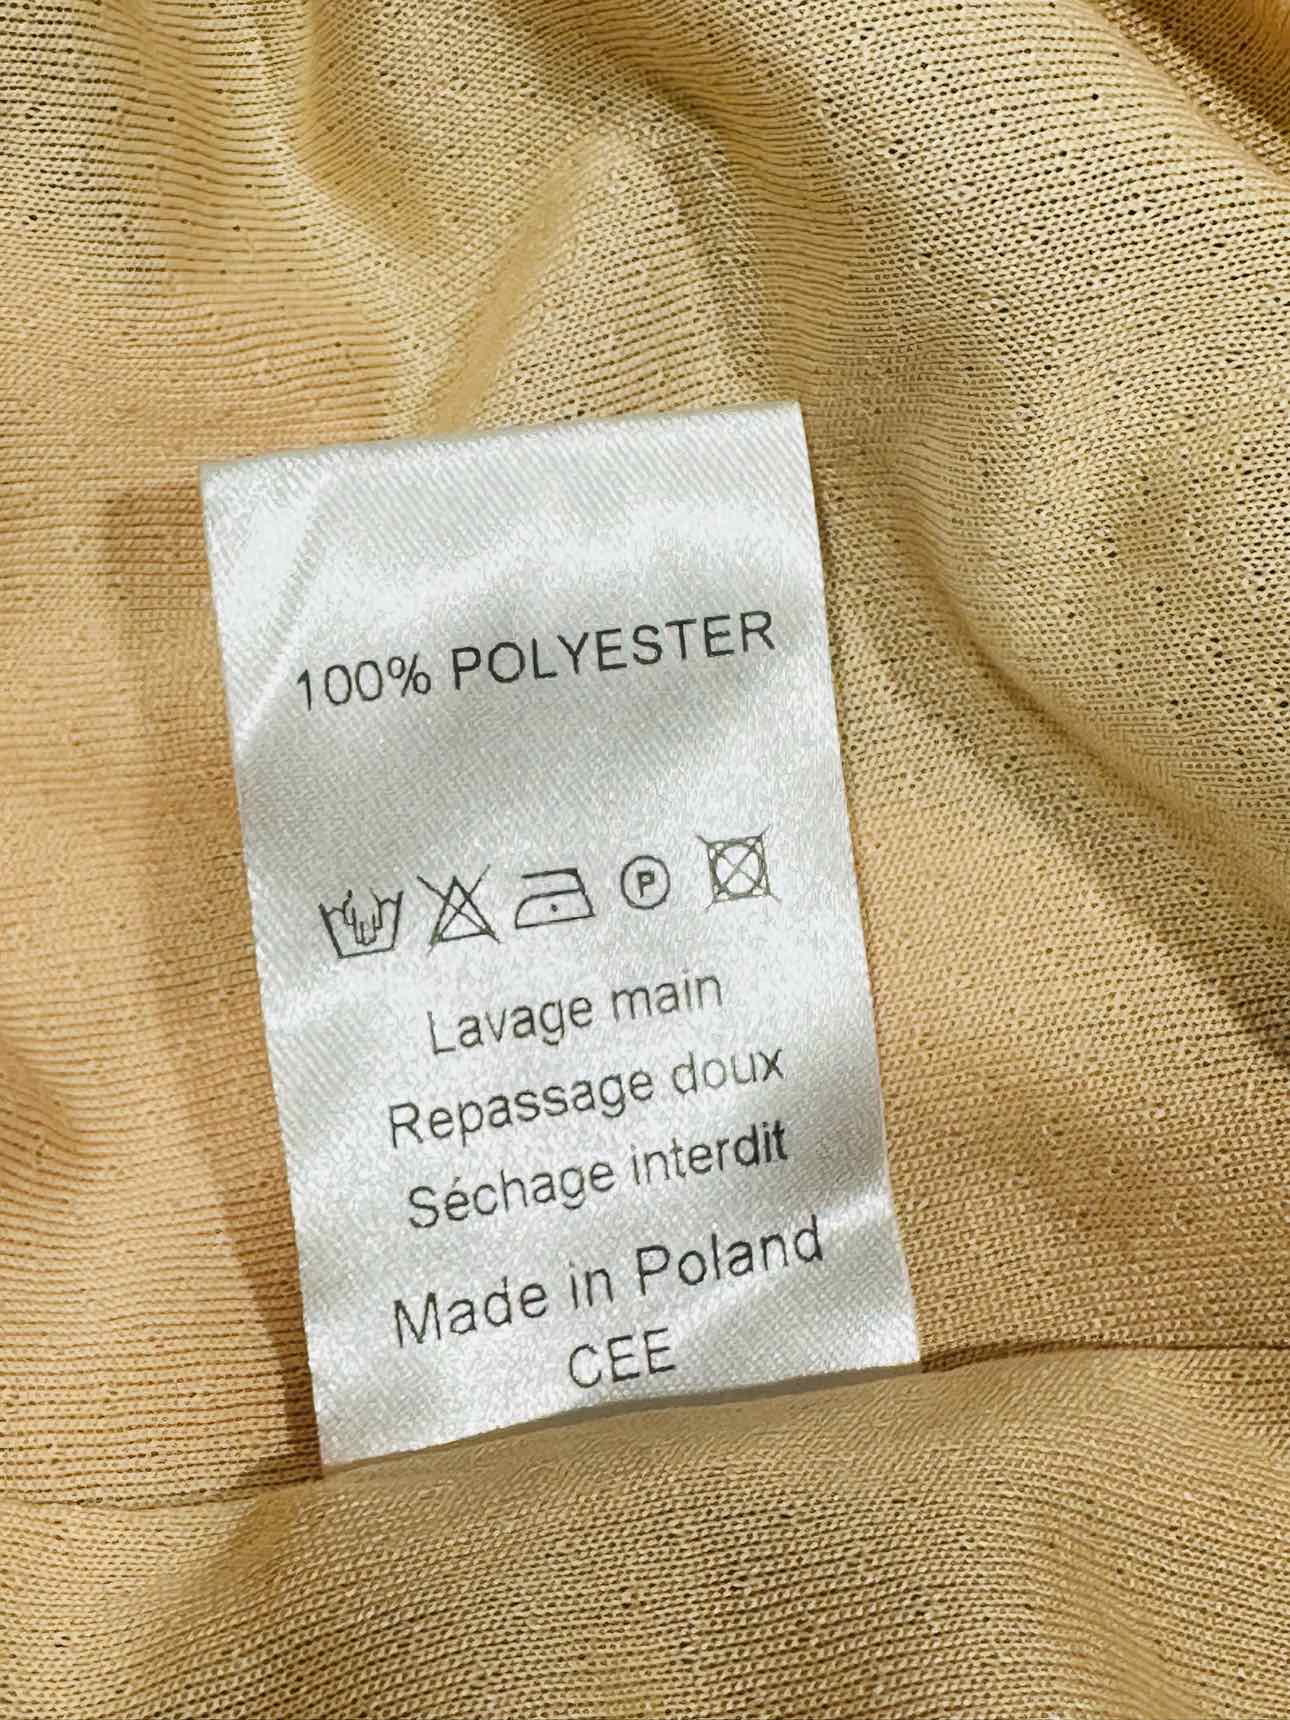 100% POLYESTER
P
Lavage main
Repassage doux
Séchage interdit
Made in Poland
CEE